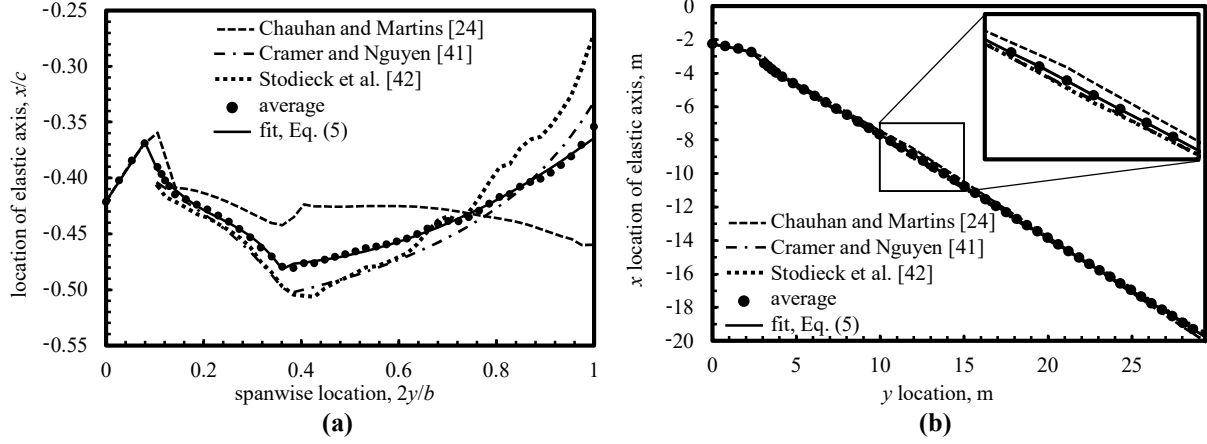 -0.25
-0.30
-0.35
-0.40
-0.45
-0.50
-0.55
location of elastic axis, x/c
Chauhan and Martins [24]
Cramer and Nguyen [41]
Stodieck et al. [42]
average
fit, Eq. (5)
0 0.2 0.4 0.6 0.8 1
spanwise location, 2y/b
(a)
0
-2
-4
-6
-8
-10
-12
-14
-16
-18
-20
x location of elastic axis, m
Chauhan and Martins [24]
Cramer and Nguyen [41]
Stodieck et al. [42]
average
fit, Eq. (5)
0 5 10 15 20 25
y location, m
(b)